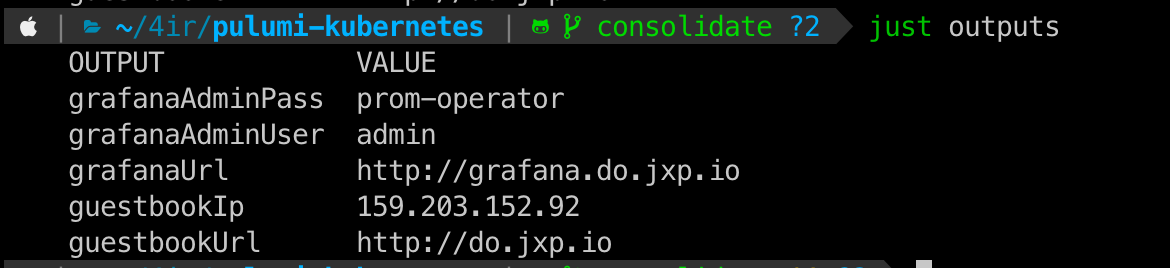 ~/4ir/pulumi-kubernetes | consolidate ?2 just outputs
OUTPUT VALUE
grafanaAdminPass prom-operator
grafanaAdminUser admin
grafanaUrl http://grafana.do.jxp.io
guestbookIp 159.203.152.92
guestbookUrl http://do.jxp.io